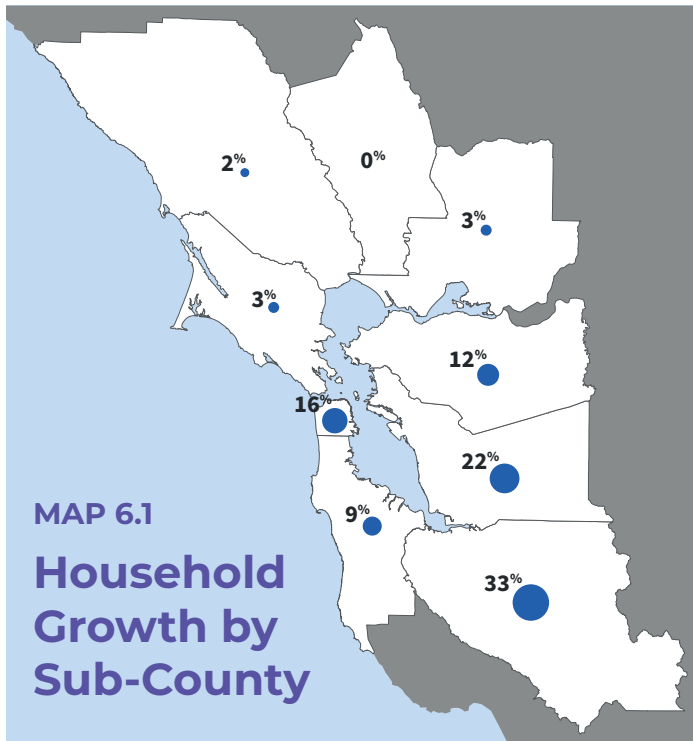 2%
0%
3%
3%
12%
16%
22%
9%
33%
MAP 6.1
Household
Growth by
Sub-County